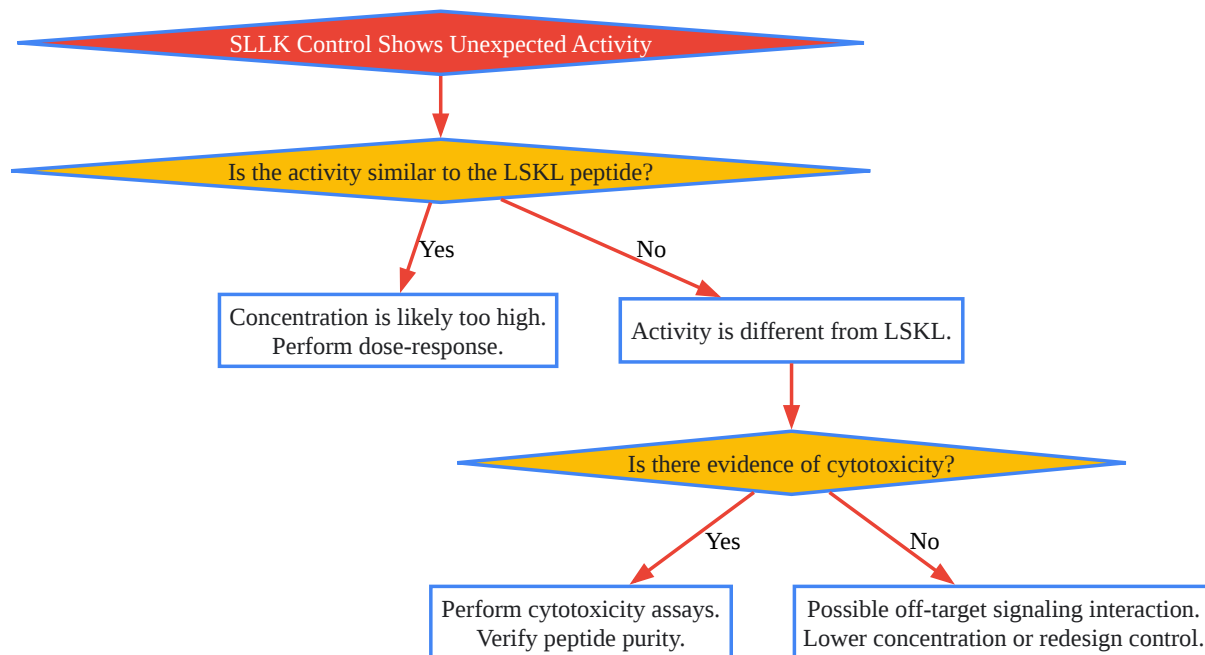 SLLK Control Shows Unexpected Activity
Is the activity similar to the LSKL peptide?
Yes
No
Concentration is likely too high.
Perform dose-response.
Activity is different from LSKL.
Is there evidence of cytotoxicity?
Yes
No
Perform cytotoxicity assays.
Verify peptide purity.
Possible off-target signaling interaction.
Lower concentration or redesign control.